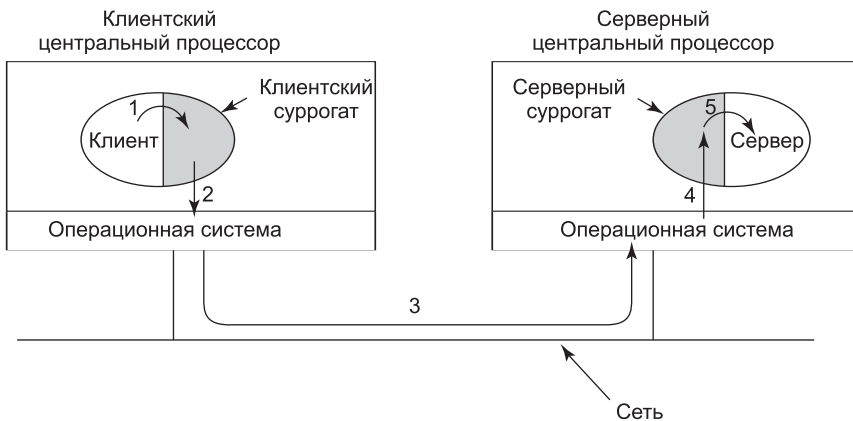 Клиентский
центральный процессор
Серверный
центральный процессор
1
Клиент
Клиентский
суррогат
2
Операционная система
Серверный
суррогат
5
Сервер
4
Операционная система
3
Сеть